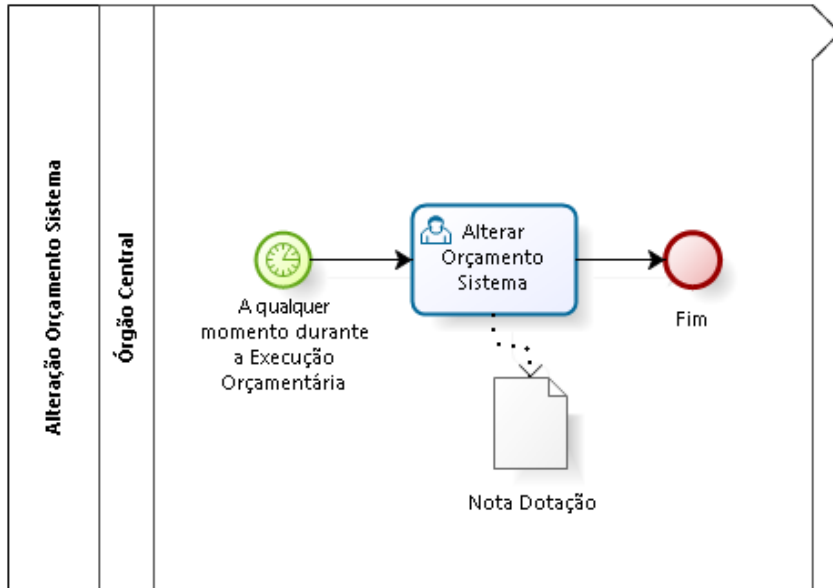 Alteração Orçamento Sistema
Órgão Central
A qualquer
momento durante
a Execução
Orçamentária
Alterar
Orçamento
Sistema
Fim
Nota Dotação